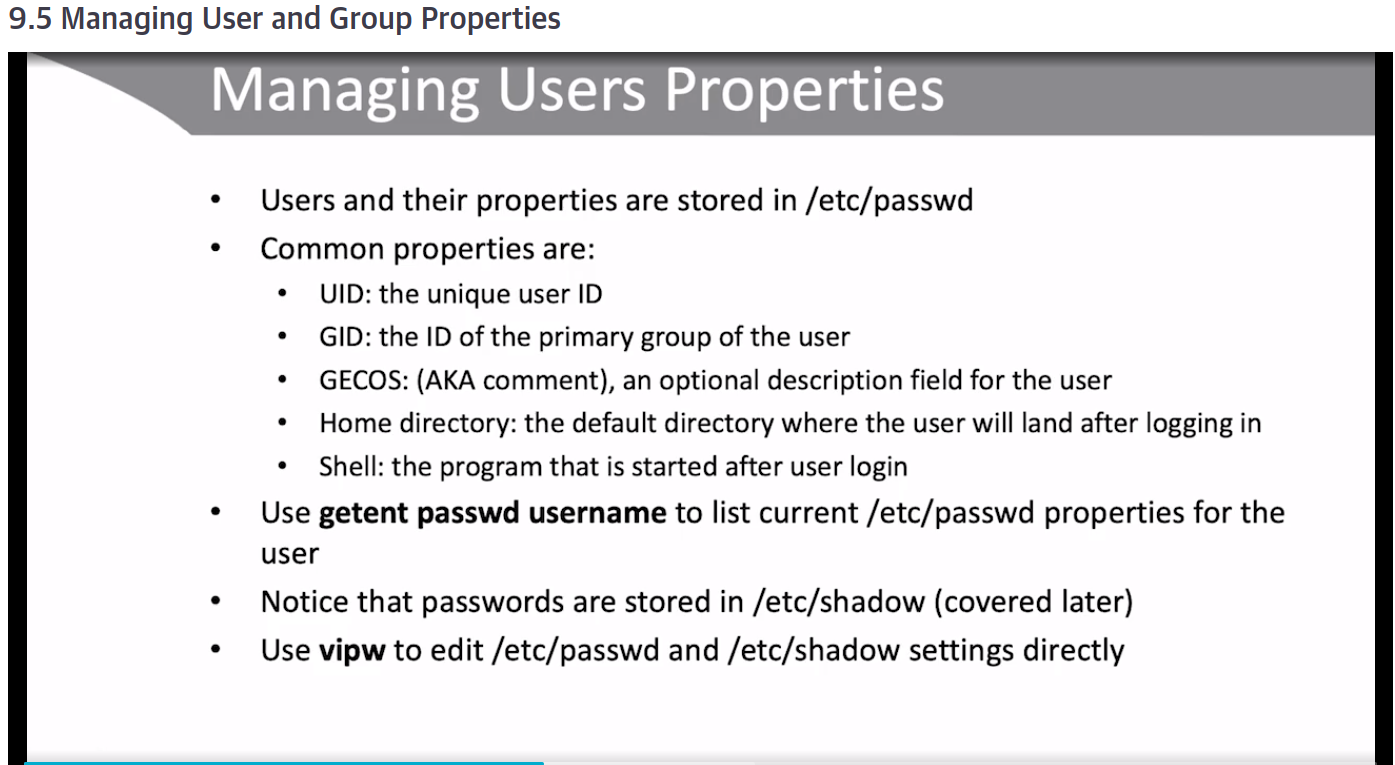 9.5 Managing User and Group Properties
Managing Users Properties
• Users and their properties are stored in /etc/passwd
• Common properties are:
• UID: the unique user ID
• GID: the ID of the primary group of the user
• GECOS: (AKA comment), an optional description field for the user
• Home directory: the default directory where the user will land after logging in
• Shell: the program that is started after user login
• Use getent passwd username to list current /etc/passwd properties for the
user
• Notice that passwords are stored in /etc/shadow (covered later)
• Use vipw to edit /etc/passwd and /etc/shadow settings directly